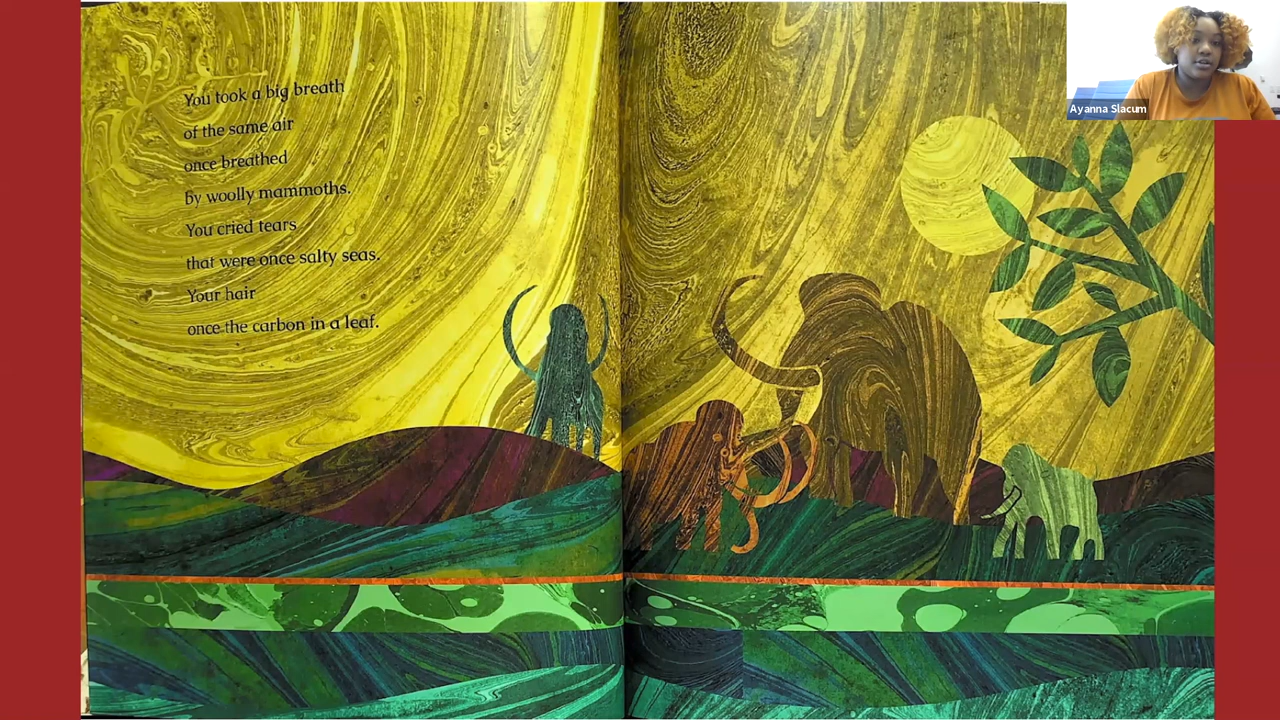 You took a big breath
of the same air
once breathed
by woolly mammoths.
You cried tears
that were once salty seas.
Your hair
once the carbon in a leaf.
Ayanna Slacum